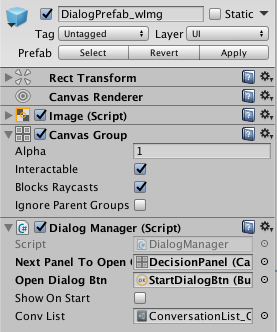 DialogPrefab_wImg Static
Tag Untagged Layer UI
Prefab Select Revert Apply
Rect Transform
Canvas Renderer
Image (Script)
Canvas Group
Alpha 1
Interactable
Blocks Raycasts
Ignore Parent Groups
Dialog Manager (Script)
Script DialogManager
Next Panel To Open DecisionPanel (Ca
Open Dialog Btn StartDialogBtn (Bu
Show On Start
Conv List ConversationList_C